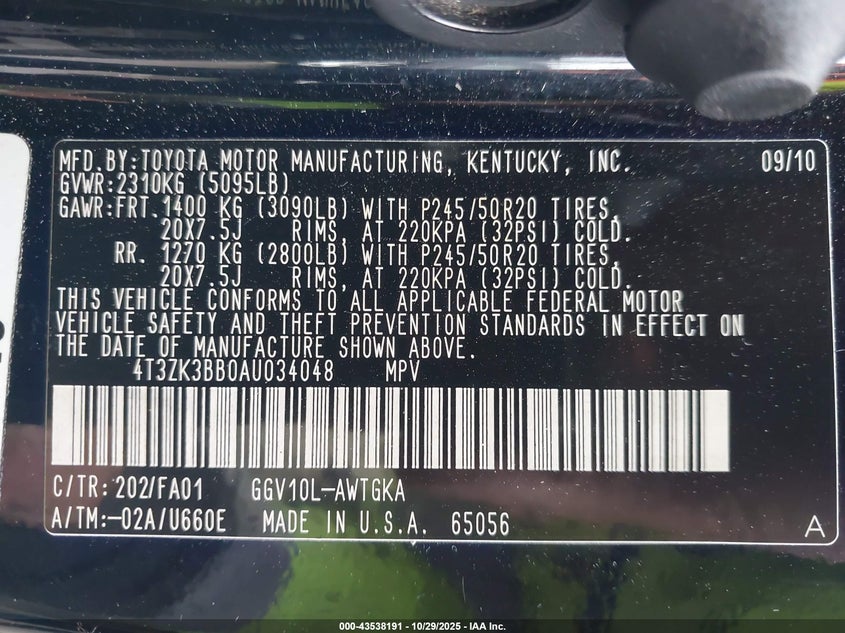 MFD.BY:TOYOTA MOTOR MANUFACTURING, KENTUCKY, INC. 09/10
GVWR:2310KG (5095LB)
GAWR:FRT.1400 KG (3090LB) WITH P245/50R20 TIRES,
20X7.5J RIMS, AT 220KPA (32PSI) COLD.
RR. 1270 KG (2800LB) WITH P245/50R20 TIRES,
20X7.5J RIMS, AT 220KPA (32PSI) COLD.
THIS VEHICLE CONFORMS TO ALL APPLICABLE FEDERAL MOTOR
VEHICLE SAFETY AND THEFT PREVENTION STANDARDS IN EFFECT ON
THE DATE OF MANUFACTURE SHOWN ABOVE.
4T3ZK3BB0AU034048 MPV
C/TR:202/FA01 GGV10L-AWTGKA
A/TM:-02A/U660E MADE IN U.S.A. 65056 A
000-43538191 - 10/29/2025 - IAA Inc.